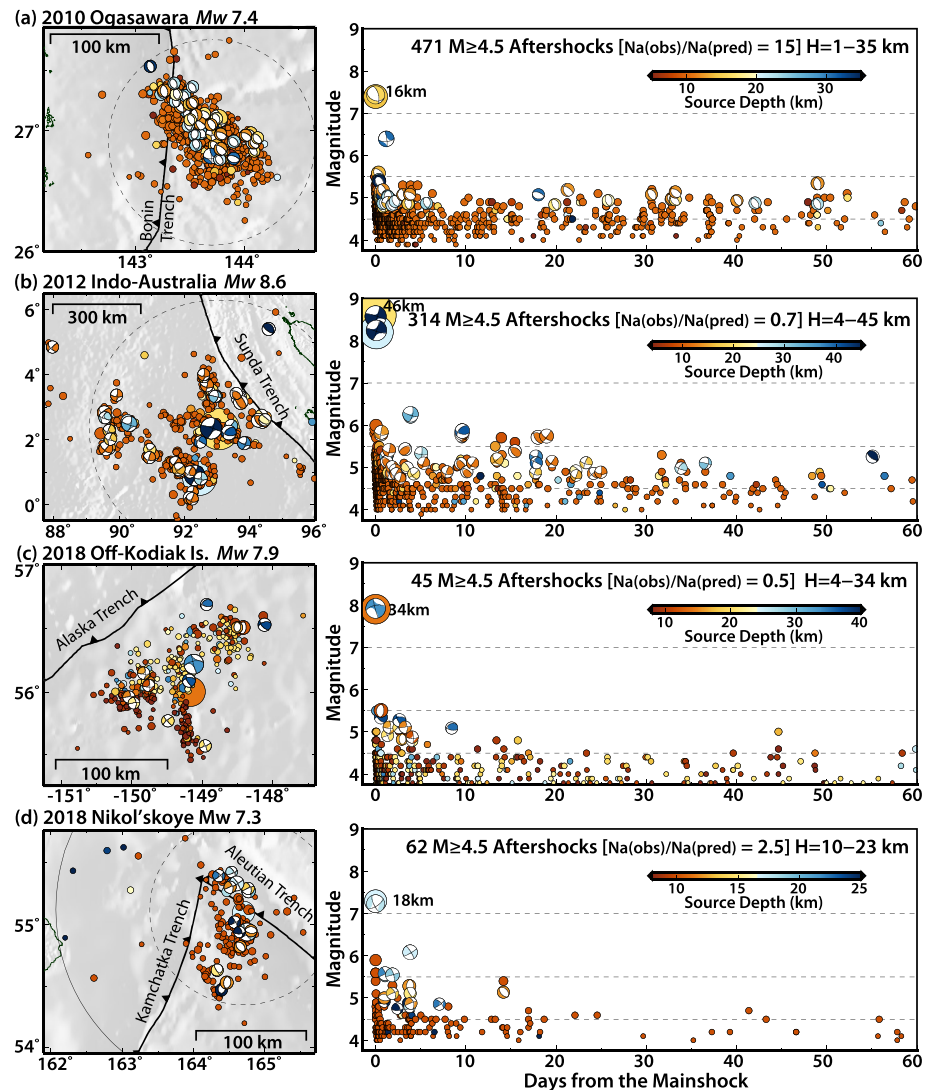 (a) 2010 Ogasawara Mw 7.4
100 km
Bonin
Trench
27°
26°
143° 144°
471 M≥4.5 Aftershocks [Na(obs)/Na(pred) = 15] H=1−35 km
16km
10 20 30
Source Depth (km)
Magnitude
9
8
7
6
5
4
0 10 20 30 40 50 60
(b) 2012 Indo-Australia Mw 8.6
300 km
Sunda Trench
6°
4°
2°
0°
88° 90° 92° 94° 96°
46km
314 M≥4.5 Aftershocks [Na(obs)/Na(pred) = 0.7] H=4−45 km
10 20 30 40
Source Depth (km)
Magnitude
9
8
7
6
5
4
0 10 20 30 40 50 60
(c) 2018 Off-Kodiak Is. Mw 7.9
Alaska Trench
100 km
57°
56°
-151° -150° -149° -148°
45 M≥4.5 Aftershocks [Na(obs)/Na(pred) = 0.5] H=4−34 km
34km
10 20 30 40
Source Depth (km)
Magnitude
9
8
7
6
5
4
0 10 20 30 40 50 60
(d) 2018 Nikol'skoye Mw 7.3
Aleutian Trench
Kamchatka Trench
100 km
55°
54°
162° 163° 164° 165°
62 M≥4.5 Aftershocks [Na(obs)/Na(pred) = 2.5] H=10−23 km
18km
10 15 20 25
Source Depth (km)
Magnitude
9
8
7
6
5
4
0 10 20 30 40 50 60
Days from the Mainshock